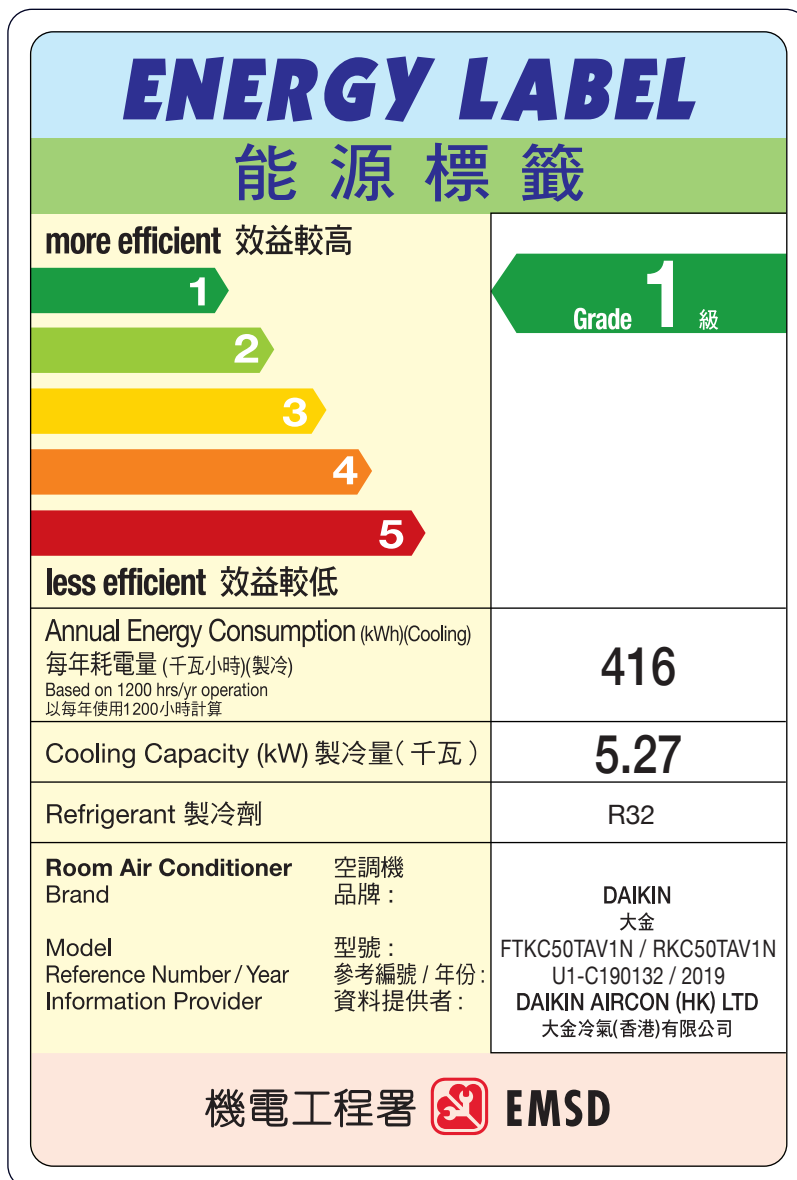 ENERGY LABEL
能源標籤
more efficient 效益較高
1
2
3
4
5
less efficient 效益較低
Grade 1 級
Annual Energy Consumption (kWh)(Cooling)
每年耗電量 (千瓦小時)(製冷)
Based on 1200 hrs/yr operation
以每年使用1200小時計算
416
Cooling Capacity (kW) 製冷量(千瓦) 5.27
Refrigerant 製冷劑 R32
Room Air Conditioner 空調機
Brand 品牌 : DAIKIN
大金
Model 型號 : FTKC50TAV1N / RKC50TAV1N
Reference Number / Year 參考編號 / 年份 : U1-C190132 / 2019
Information Provider 資料提供者 : DAIKIN AIRCON (HK) LTD
大金冷氣(香港)有限公司
機電工程署 EMSD